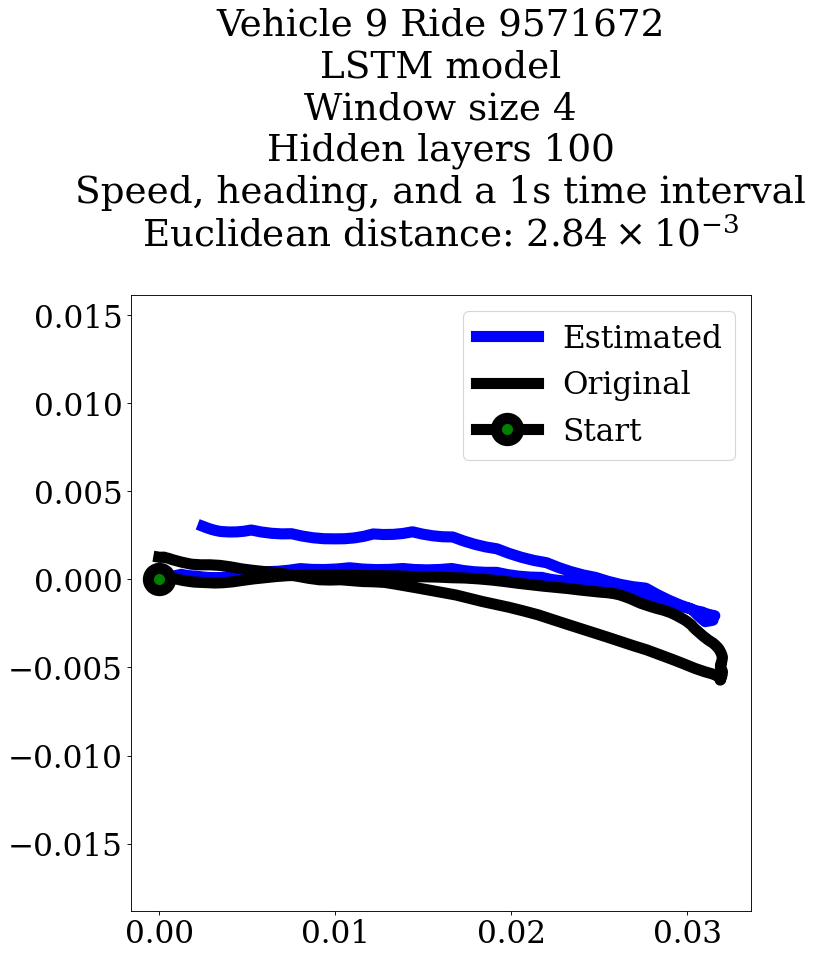 Vehicle 9 Ride 9571672
LSTM model
Window size 4
Hidden layers 100
Speed, heading, and a 1s time interval
Euclidean distance: 2.84 × 10⁻³
0.015
0.010
0.005
0.000
−0.005
−0.010
−0.015
Estimated
Original
Start
0.00 0.01 0.02 0.03